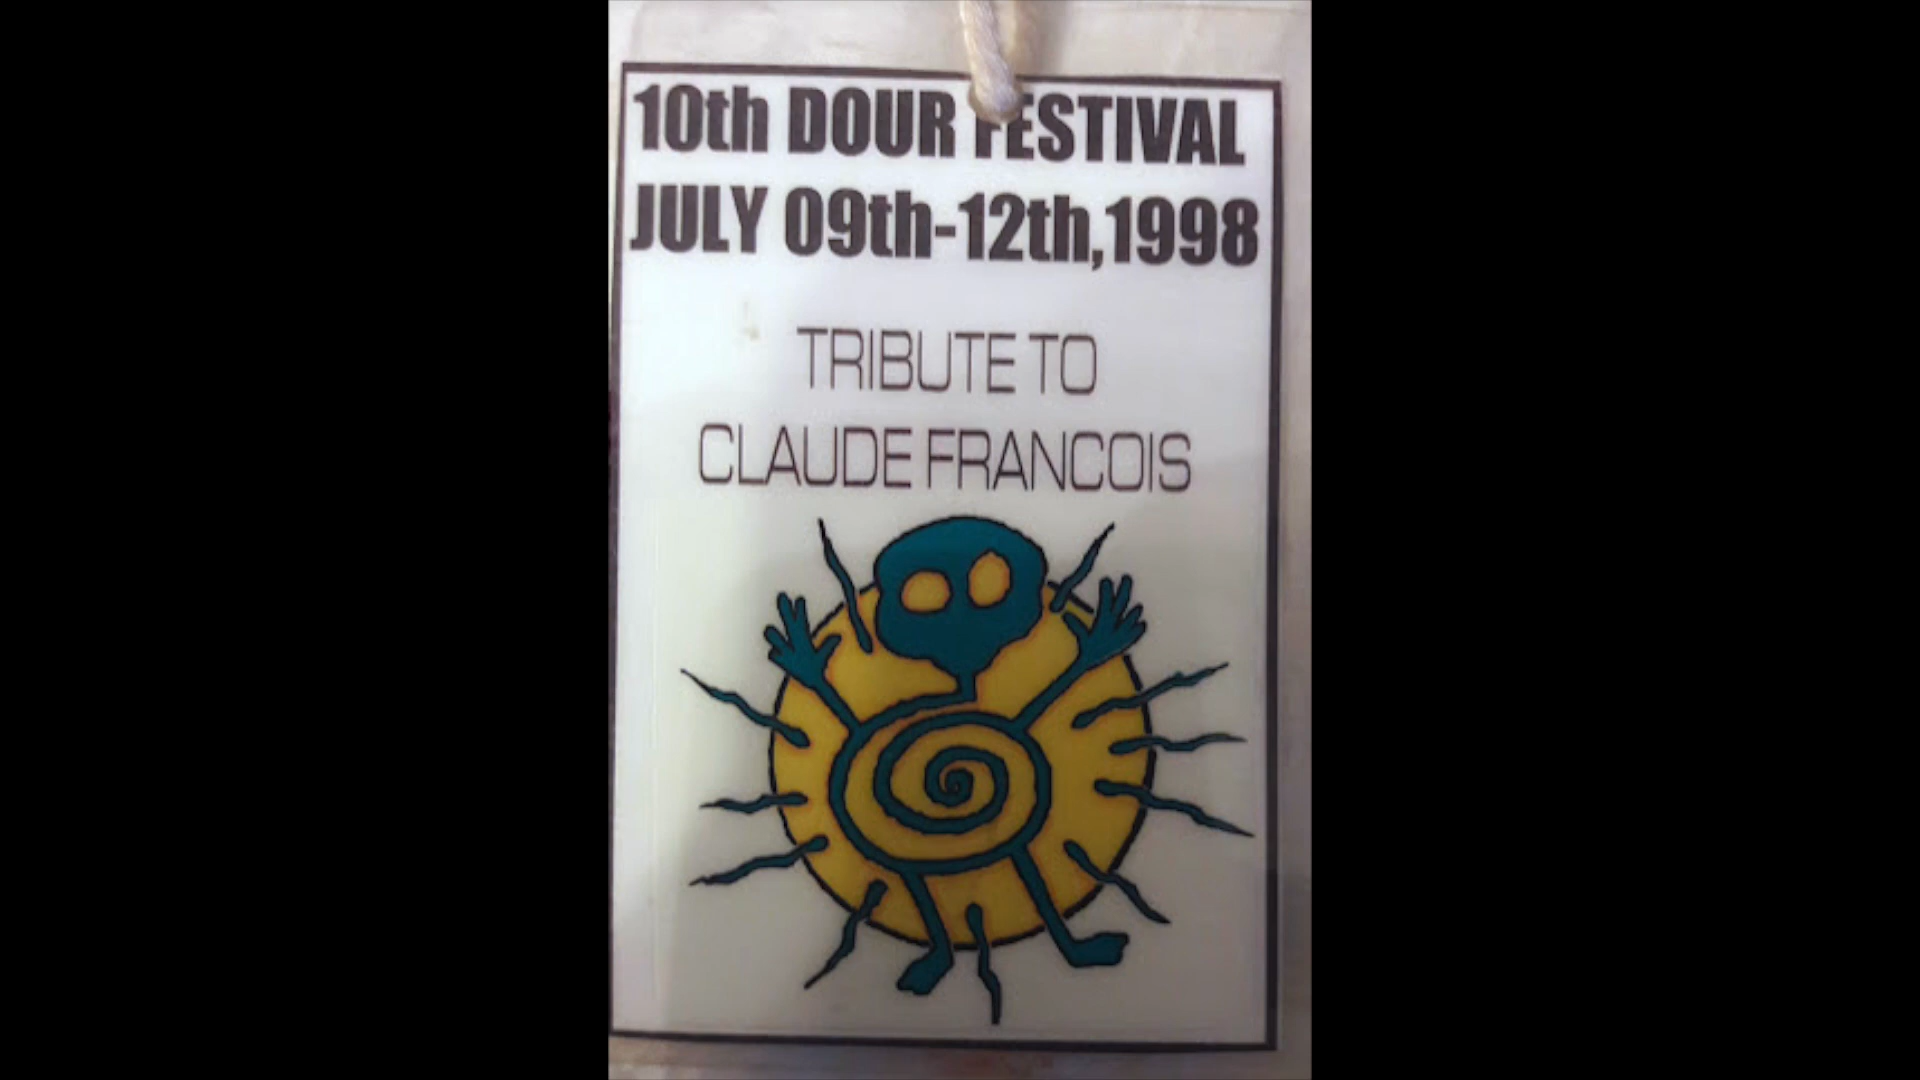 10th DOUR FESTIVAL
JULY 09th-12th,1998
TRIBUTE TO
CLAUDE FRANCOIS